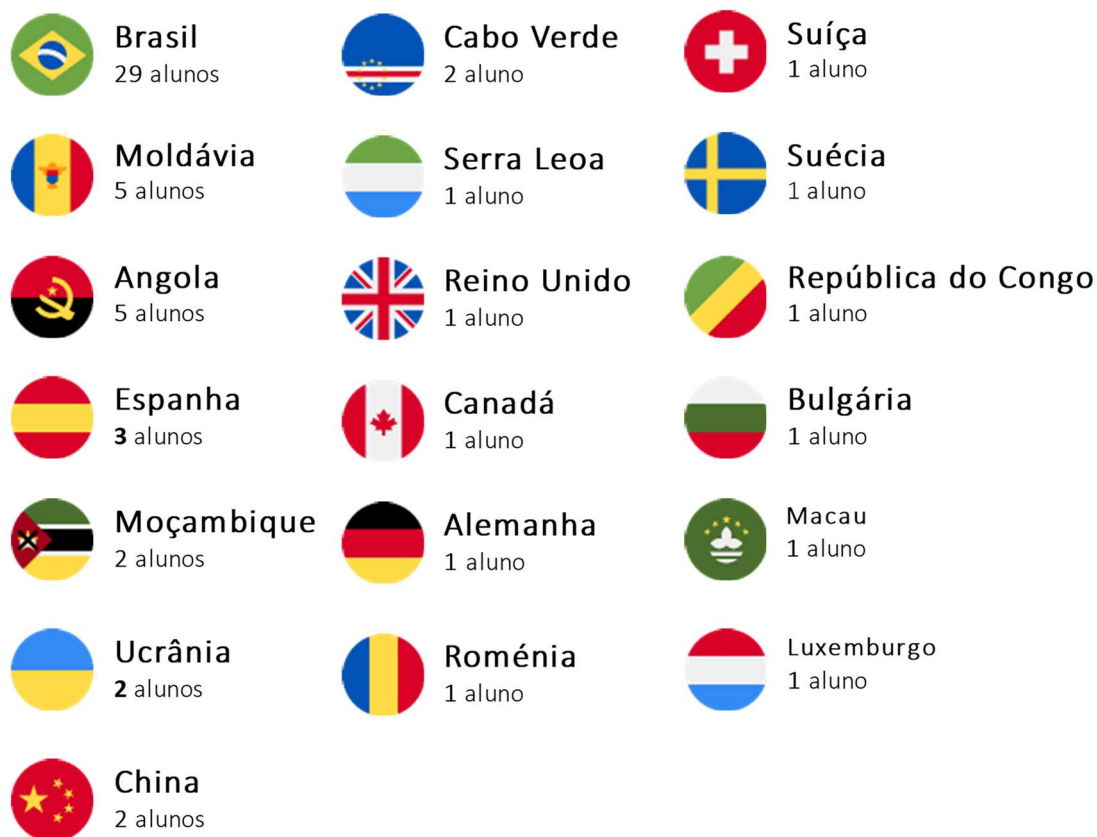 Brasil
29 alunos
Moldávia
5 alunos
Angola
5 alunos
Espanha
3 alunos
Moçambique
2 alunos
Ucrânia
2 alunos
China
2 alunos
Cabo Verde
2 aluno
Serra Leoa
1 aluno
Reino Unido
1 aluno
Canadá
1 aluno
Alemanha
1 aluno
Roménia
1 aluno
Suíça
1 aluno
Suécia
1 aluno
República do Congo
1 aluno
Bulgária
1 aluno
Macau
1 aluno
Luxemburgo
1 aluno